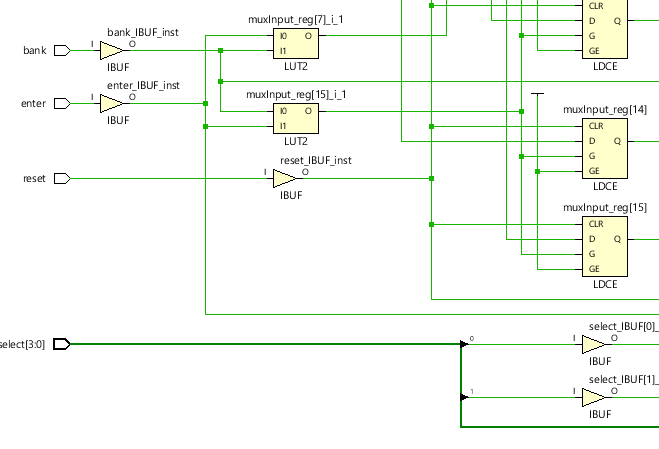 CLR
D Q
G
GE
LDCE
muxInput_reg[7]_i_1
I0 O
I1
LUT2
bank
bank_IBUF_inst
I O
IBUF
enter
enter_IBUF_inst
I O
IBUF
muxInput_reg[15]_i_1
I0 O
I1
LUT2
muxInput_reg[14]
CLR
D Q
G
GE
LDCE
reset
reset_IBUF_inst
I O
IBUF
muxInput_reg[15]
CLR
D Q
G
GE
LDCE
select[3:0]
0
select_IBUF[0]_
I O
IBUF
1
select_IBUF[1]_
I O
IBUF